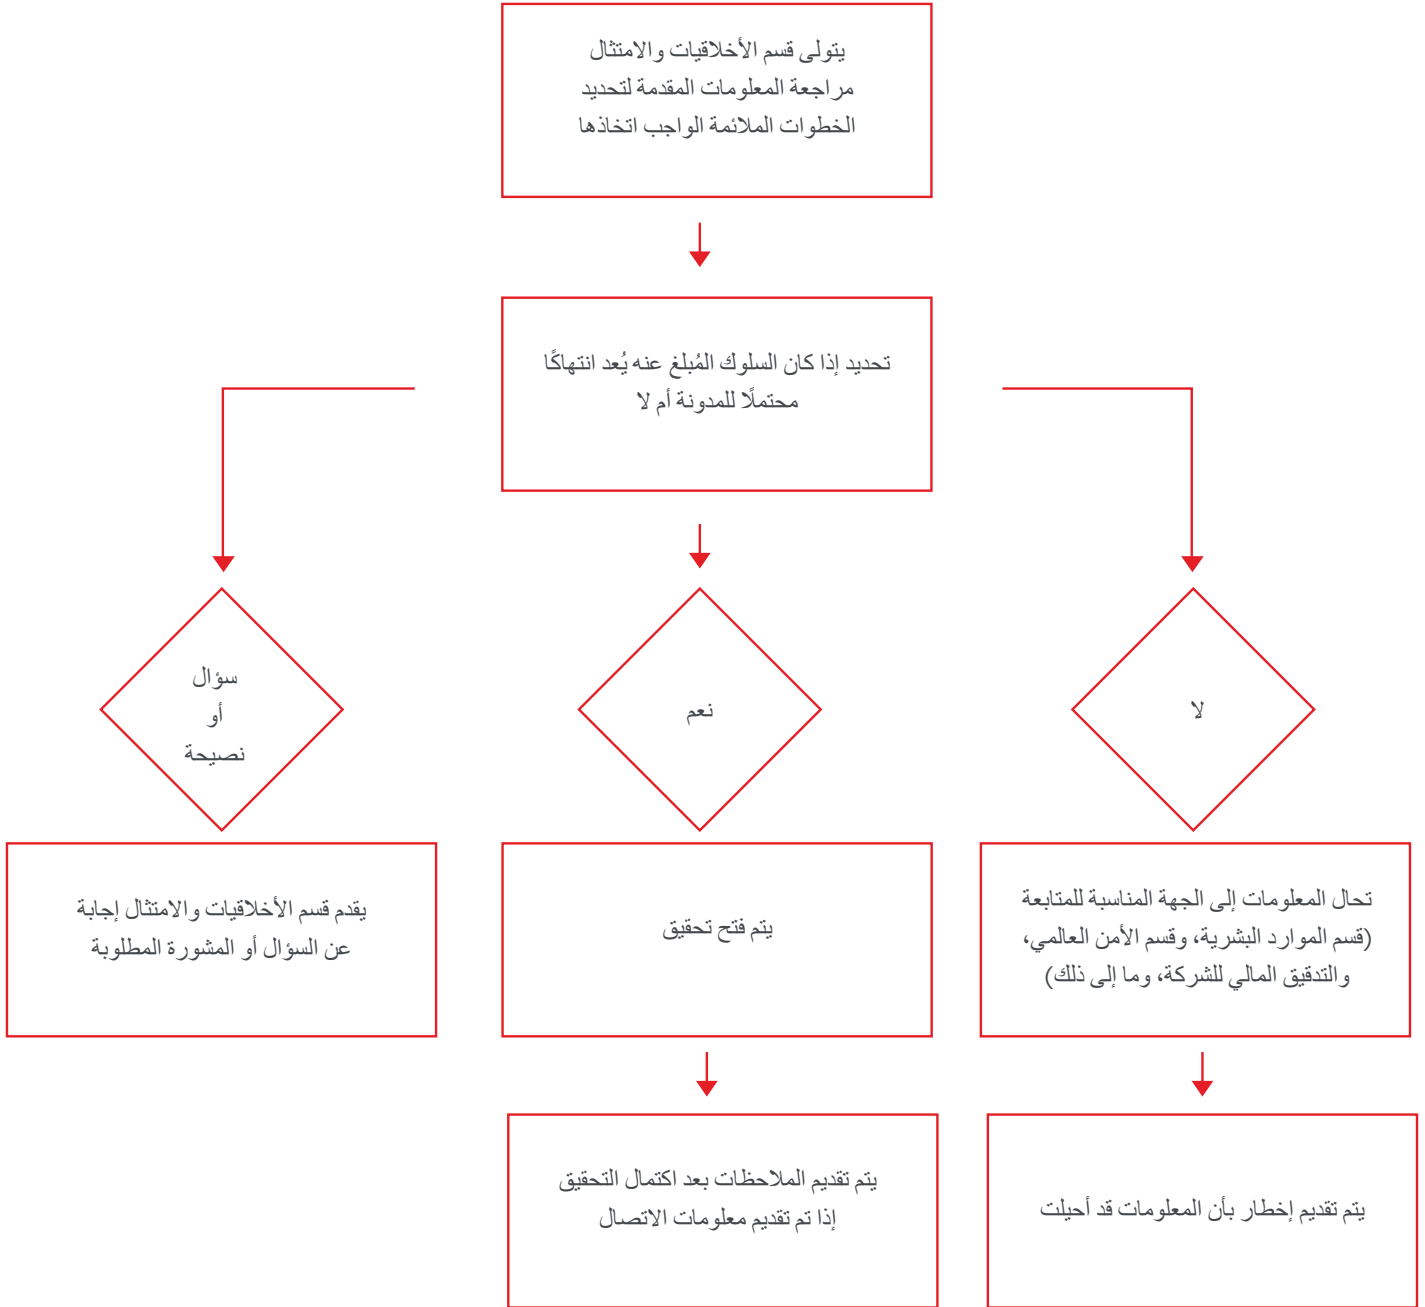 يتولى قسم الأخلاقيات والامتثال
مراجعة المعلومات المقدمة لتحديد
الخطوات الملائمة الواجب اتخاذها
تحديد إذا كان السلوك المُبلغ عنه يُعد انتهاكًا
محتملًا للمدونة أم لا
لا
نعم
سؤال
أو
نصيحة
تحال المعلومات إلى الجهة المناسبة للمتابعة
(قسم الموارد البشرية، وقسم الأمن العالمي،
والتدقيق المالي للشركة، وما إلى ذلك)
يتم فتح تحقيق
يقدم قسم الأخلاقيات والامتثال إجابة
عن السؤال أو المشورة المطلوبة
يتم تقديم إخطار بأن المعلومات قد أحيلت
يتم تقديم الملاحظات بعد اكتمال التحقيق
إذا تم تقديم معلومات الاتصال